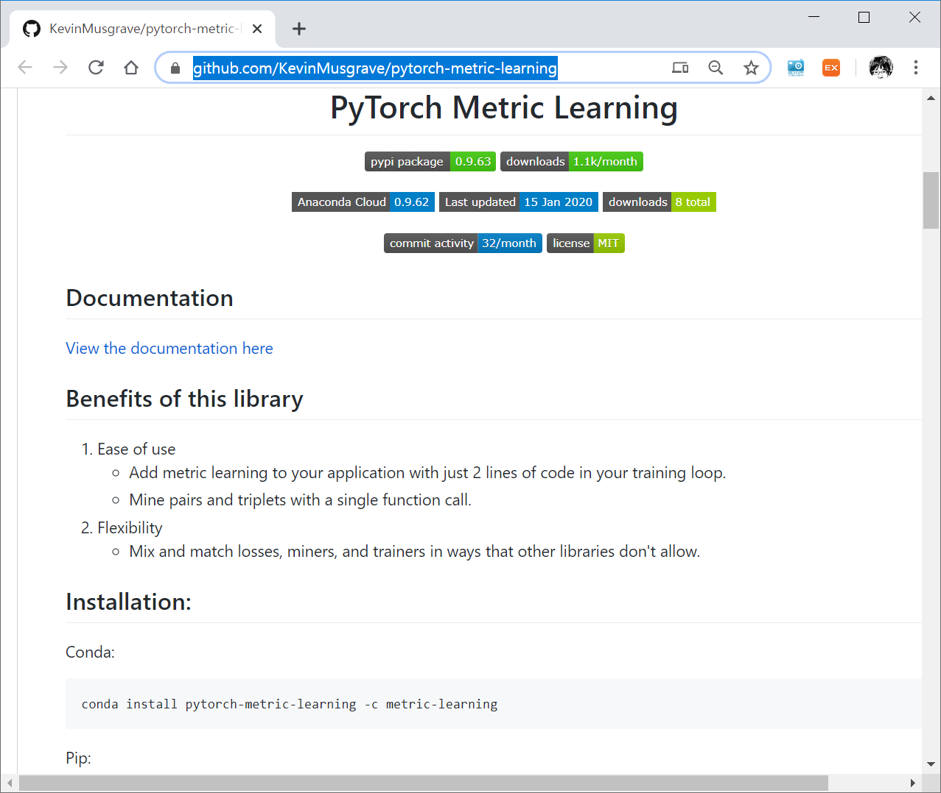 KevinMusgrave/pytorch-metric-
github.com/KevinMusgrave/pytorch-metric-learning
EX
PyTorch Metric Learning
pypi package 0.9.63 downloads 1.1k/month
Anaconda Cloud 0.9.62 Last updated 15 Jan 2020 downloads 8 total
commit activity 32/month license MIT
Documentation
View the documentation here
Benefits of this library
1. Ease of use
Add metric learning to your application with just 2 lines of code in your training loop.
Mine pairs and triplets with a single function call.
2. Flexibility
Mix and match losses, miners, and trainers in ways that other libraries don't allow.
Installation:
Conda:
conda install pytorch-metric-learning -c metric-learning
Pip: